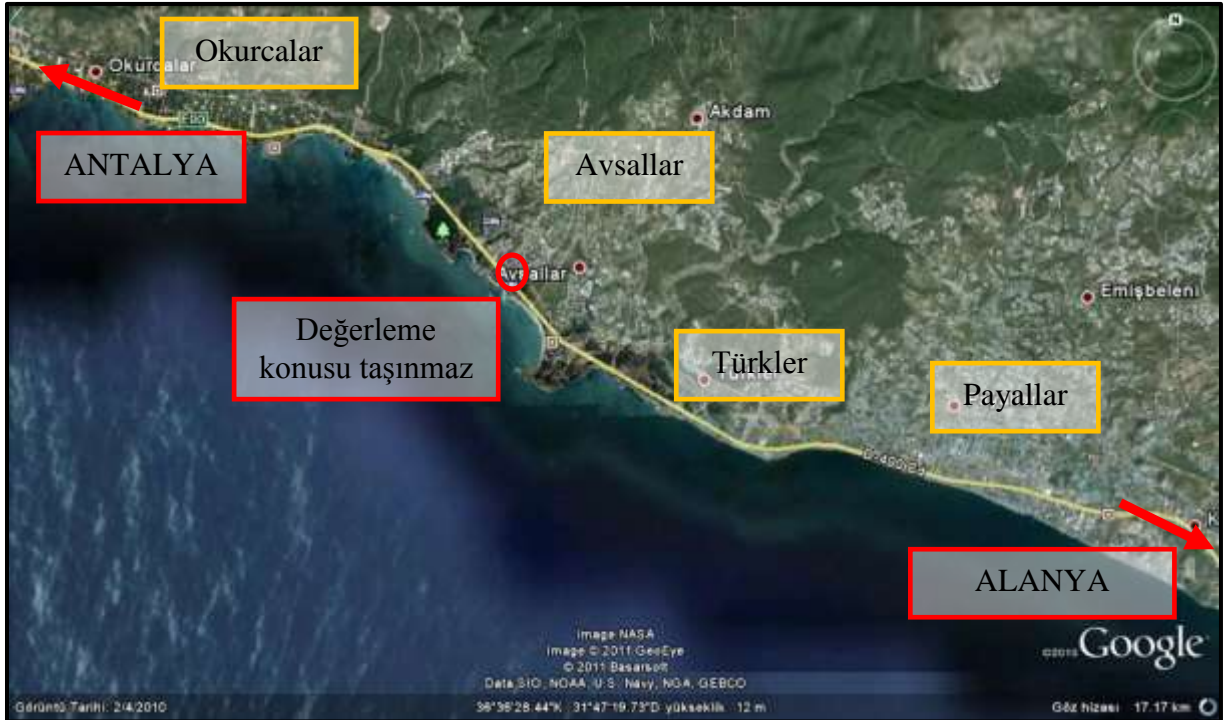 N
Okurcalar
Okurcalar
ANTALYA
Akdam
Avsallar
Avsallar
Emişbeleni
Değerleme
konusu taşınmaz
Türkler
Türkler
Payallar
D-400
ALANYA
K
Image NASA
Image © 2011 GeoEye
© 2011 Basarsoft
Data SIO, NOAA, U.S. Navy, NGA, GEBCO
Google
Görüntü Tarihi: 2/4/2010
36°36'28.44"K 31°47'19.73"D yükseklik 12 m
Göz hizası 17.17 km